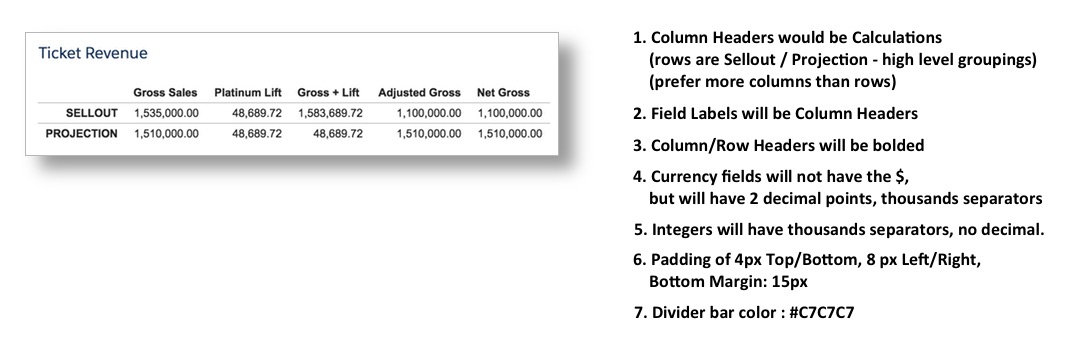 Ticket Revenue
Gross Sales Platinum Lift Gross + Lift Adjusted Gross Net Gross
SELLOUT 1,535,000.00 48,689.72 1,583,689.72 1,100,000.00 1,100,000.00
PROJECTION 1,510,000.00 48,689.72 48,689.72 1,510,000.00 1,510,000.00
1. Column Headers would be Calculations
(rows are Sellout / Projection - high level groupings)
(prefer more columns than rows)
2. Field Labels will be Column Headers
3. Column/Row Headers will be bolded
4. Currency fields will not have the $,
but will have 2 decimal points, thousands separators
5. Integers will have thousands separators, no decimal.
6. Padding of 4px Top/Bottom, 8 px Left/Right,
Bottom Margin: 15px
7. Divider bar color : #C7C7C7